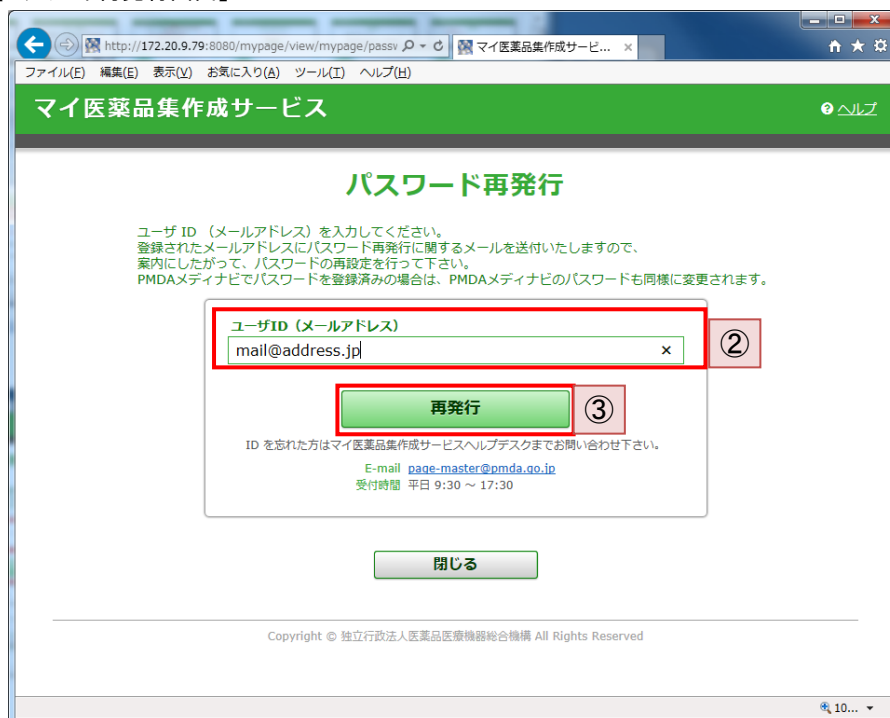 http://172.20.9.79:8080/mypage/view/mypage/passv
マイ医薬品集作成サービ... ×
ファイル(F) 編集(E) 表示(V) お気に入り(A) ツール(T) ヘルプ(H)
マイ医薬品集作成サービス
ヘルプ
パスワード再発行
ユーザ ID （メールアドレス）を入力してください。
登録されたメールアドレスにパスワード再発行に関するメールを送付いたしますので、
案内にしたがって、パスワードの再設定を行って下さい。
PMDAメディナビでパスワードを登録済みの場合は、PMDAメディナビのパスワードも同様に変更されます。
ユーザID（メールアドレス）
mail@address.jp ×
②
再発行
③
ID を忘れた方はマイ医薬品集作成サービスヘルプデスクまでお問い合わせ下さい。
E-mail page-master@pmda.go.jp
受付時間 平日 9:30 ～ 17:30
閉じる
Copyright © 独立行政法人医薬品医療機器総合機構 All Rights Reserved
10...